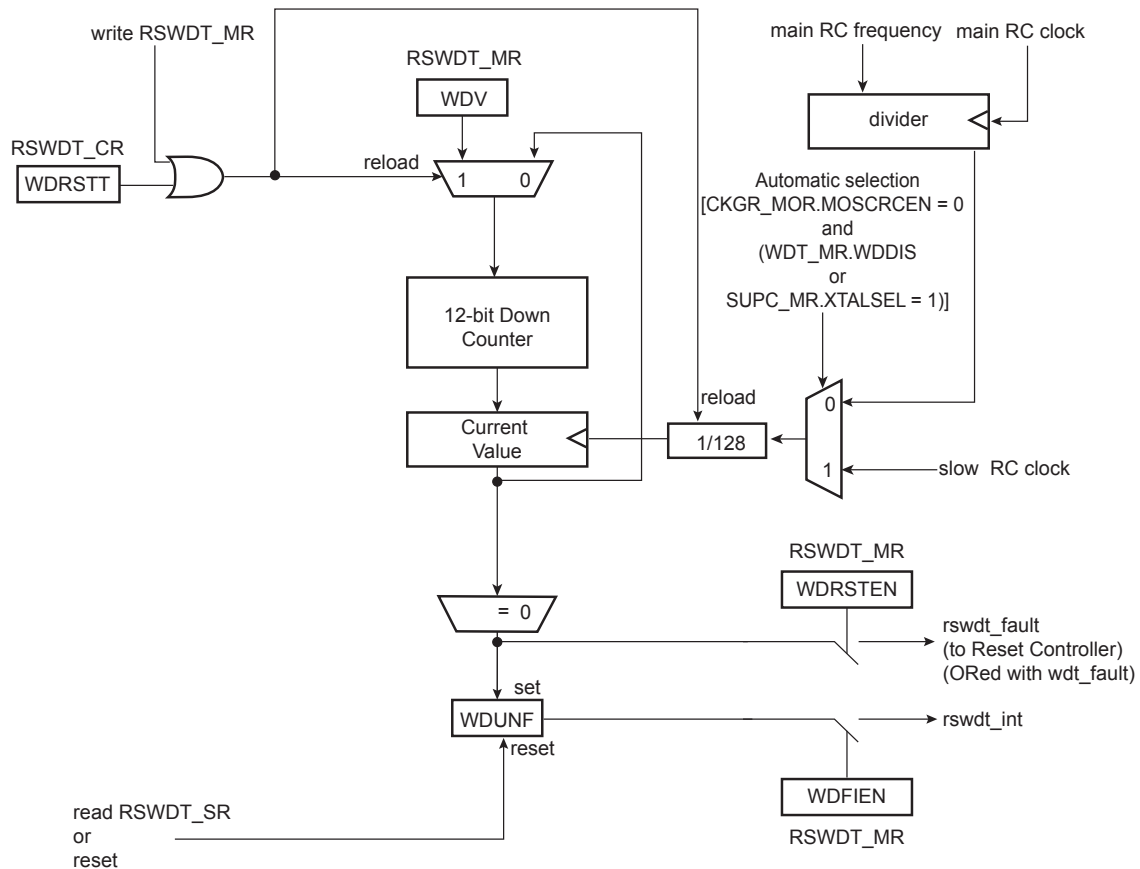 write RSWDT_MR
main RC frequency
main RC clock
RSWDT_MR
WDV
divider
RSWDT_CR
WDRSTT
reload
1 0
Automatic selection
[CKGR_MOR.MOSCRCEN = 0
and
(WDT_MR.WDDIS
or
SUPC_MR.XTALSEL = 1)]
12-bit Down
Counter
reload
0
Current
Value
1/128
1
slow RC clock
RSWDT_MR
WDRSTEN
= 0
rswdt_fault
(to Reset Controller)
(ORed with wdt_fault)
set
WDUNF
reset
rswdt_int
WDFIEN
RSWDT_MR
read RSWDT_SR
or
reset